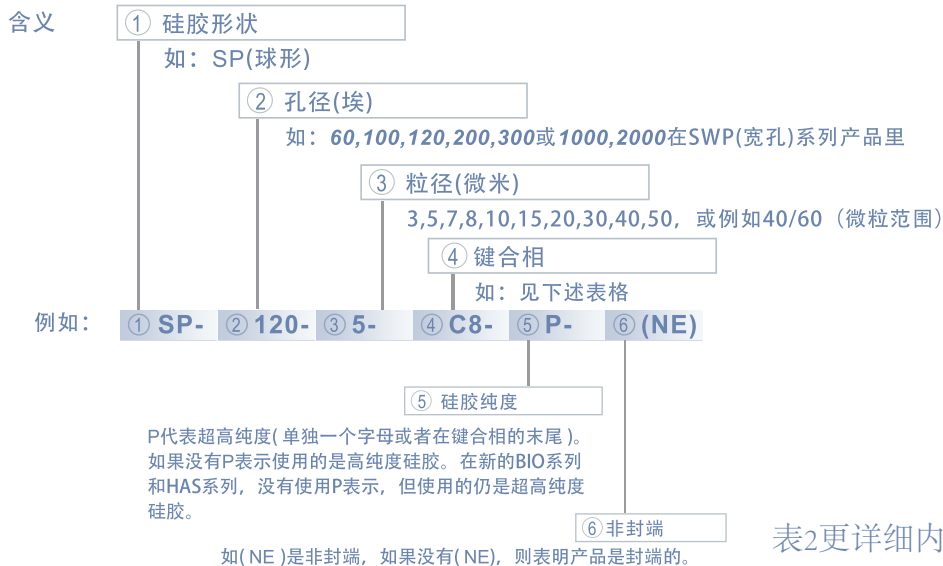 含义
① 硅胶形状
如：SP(球形)
② 孔径(埃)
如：60,100,120,200,300或1000,2000在SWP(宽孔)系列产品里
③ 粒径(微米)
3,5,7,8,10,15,20,30,40,50，或例如40/60（微粒范围）
④ 键合相
如：见下述表格
例如： ① SP- ② 120- ③ 5- ④ C8- ⑤ P- ⑥ (NE)
⑤ 硅胶纯度
P代表超高纯度( 单独一个字母或者在键合相的末尾 )。
如果没有P表示使用的是高纯度硅胶。在新的BIO系列
和HAS系列，没有使用P表示，但使用的仍是超高纯度
硅胶。
⑥ 非封端
如( NE )是非封端，如果没有( NE)，则表明产品是封端的。
表2更详细内